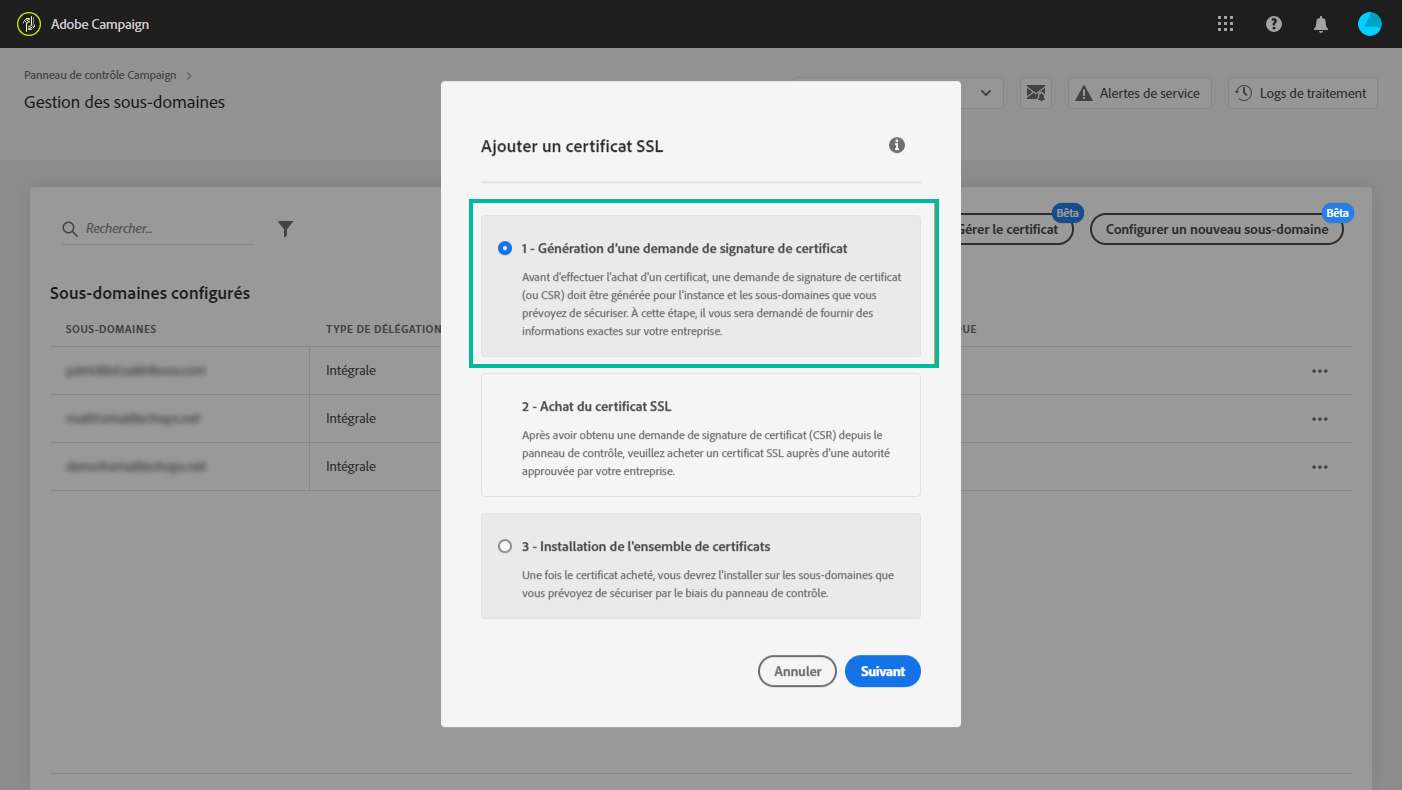 Adobe Campaign
Panneau de contrôle Campaign
Gestion des sous-domaines
Alertes de service
Logs de traitement
Rechercher...
Gérer le certificat
Bêta
Configurer un nouveau sous-domaine
Bêta
Sous-domaines configurés
SOUS-DOMAINES
TYPE DE DÉLÉGATION
Intégrale
Intégrale
Intégrale
Ajouter un certificat SSL
1 - Génération d'une demande de signature de certificat
Avant d'effectuer l'achat d'un certificat, une demande de signature de certificat
(ou CSR) doit être générée pour l'instance et les sous-domaines que vous
prévoyez de sécuriser. À cette étape, il vous sera demandé de fournir des
informations exactes sur votre entreprise.
2 - Achat du certificat SSL
Après avoir obtenu une demande de signature de certificat (CSR) depuis le
panneau de contrôle, veuillez acheter un certificat SSL auprès d'une autorité
approuvée par votre entreprise.
3 - Installation de l'ensemble de certificats
Une fois le certificat acheté, vous devrez l'installer sur les sous-domaines que
vous prévoyez de sécuriser par le biais du panneau de contrôle.
Annuler
Suivant